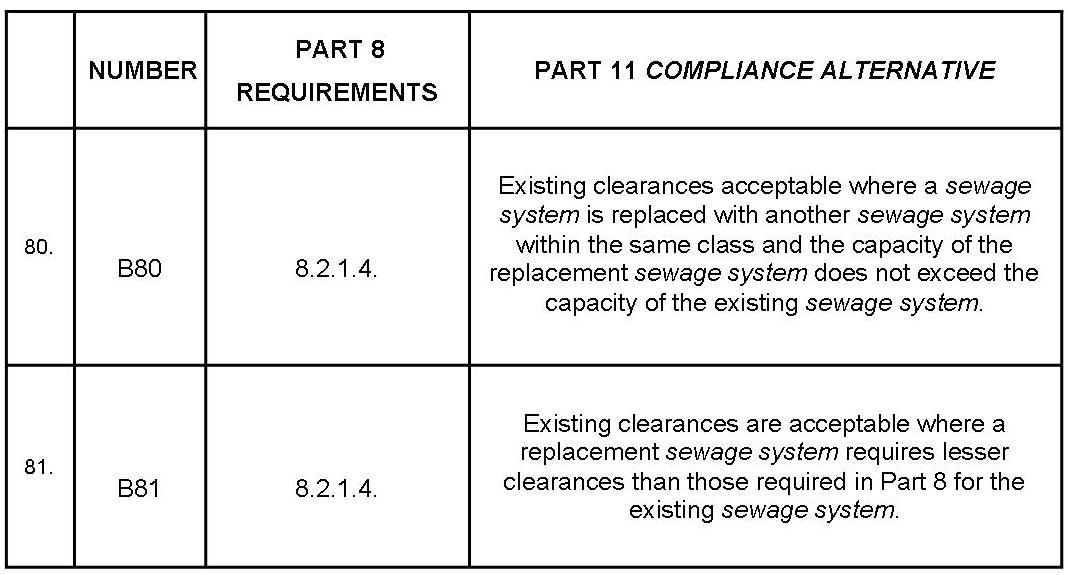 NUMBER
PART 8
REQUIREMENTS
PART 11 COMPLIANCE ALTERNATIVE
80.
B80
8.2.1.4.
Existing clearances acceptable where a sewage
system is replaced with another sewage system
within the same class and the capacity of the
replacement sewage system does not exceed the
capacity of the existing sewage system.
81.
B81
8.2.1.4.
Existing clearances are acceptable where a
replacement sewage system requires lesser
clearances than those required in Part 8 for the
existing sewage system.